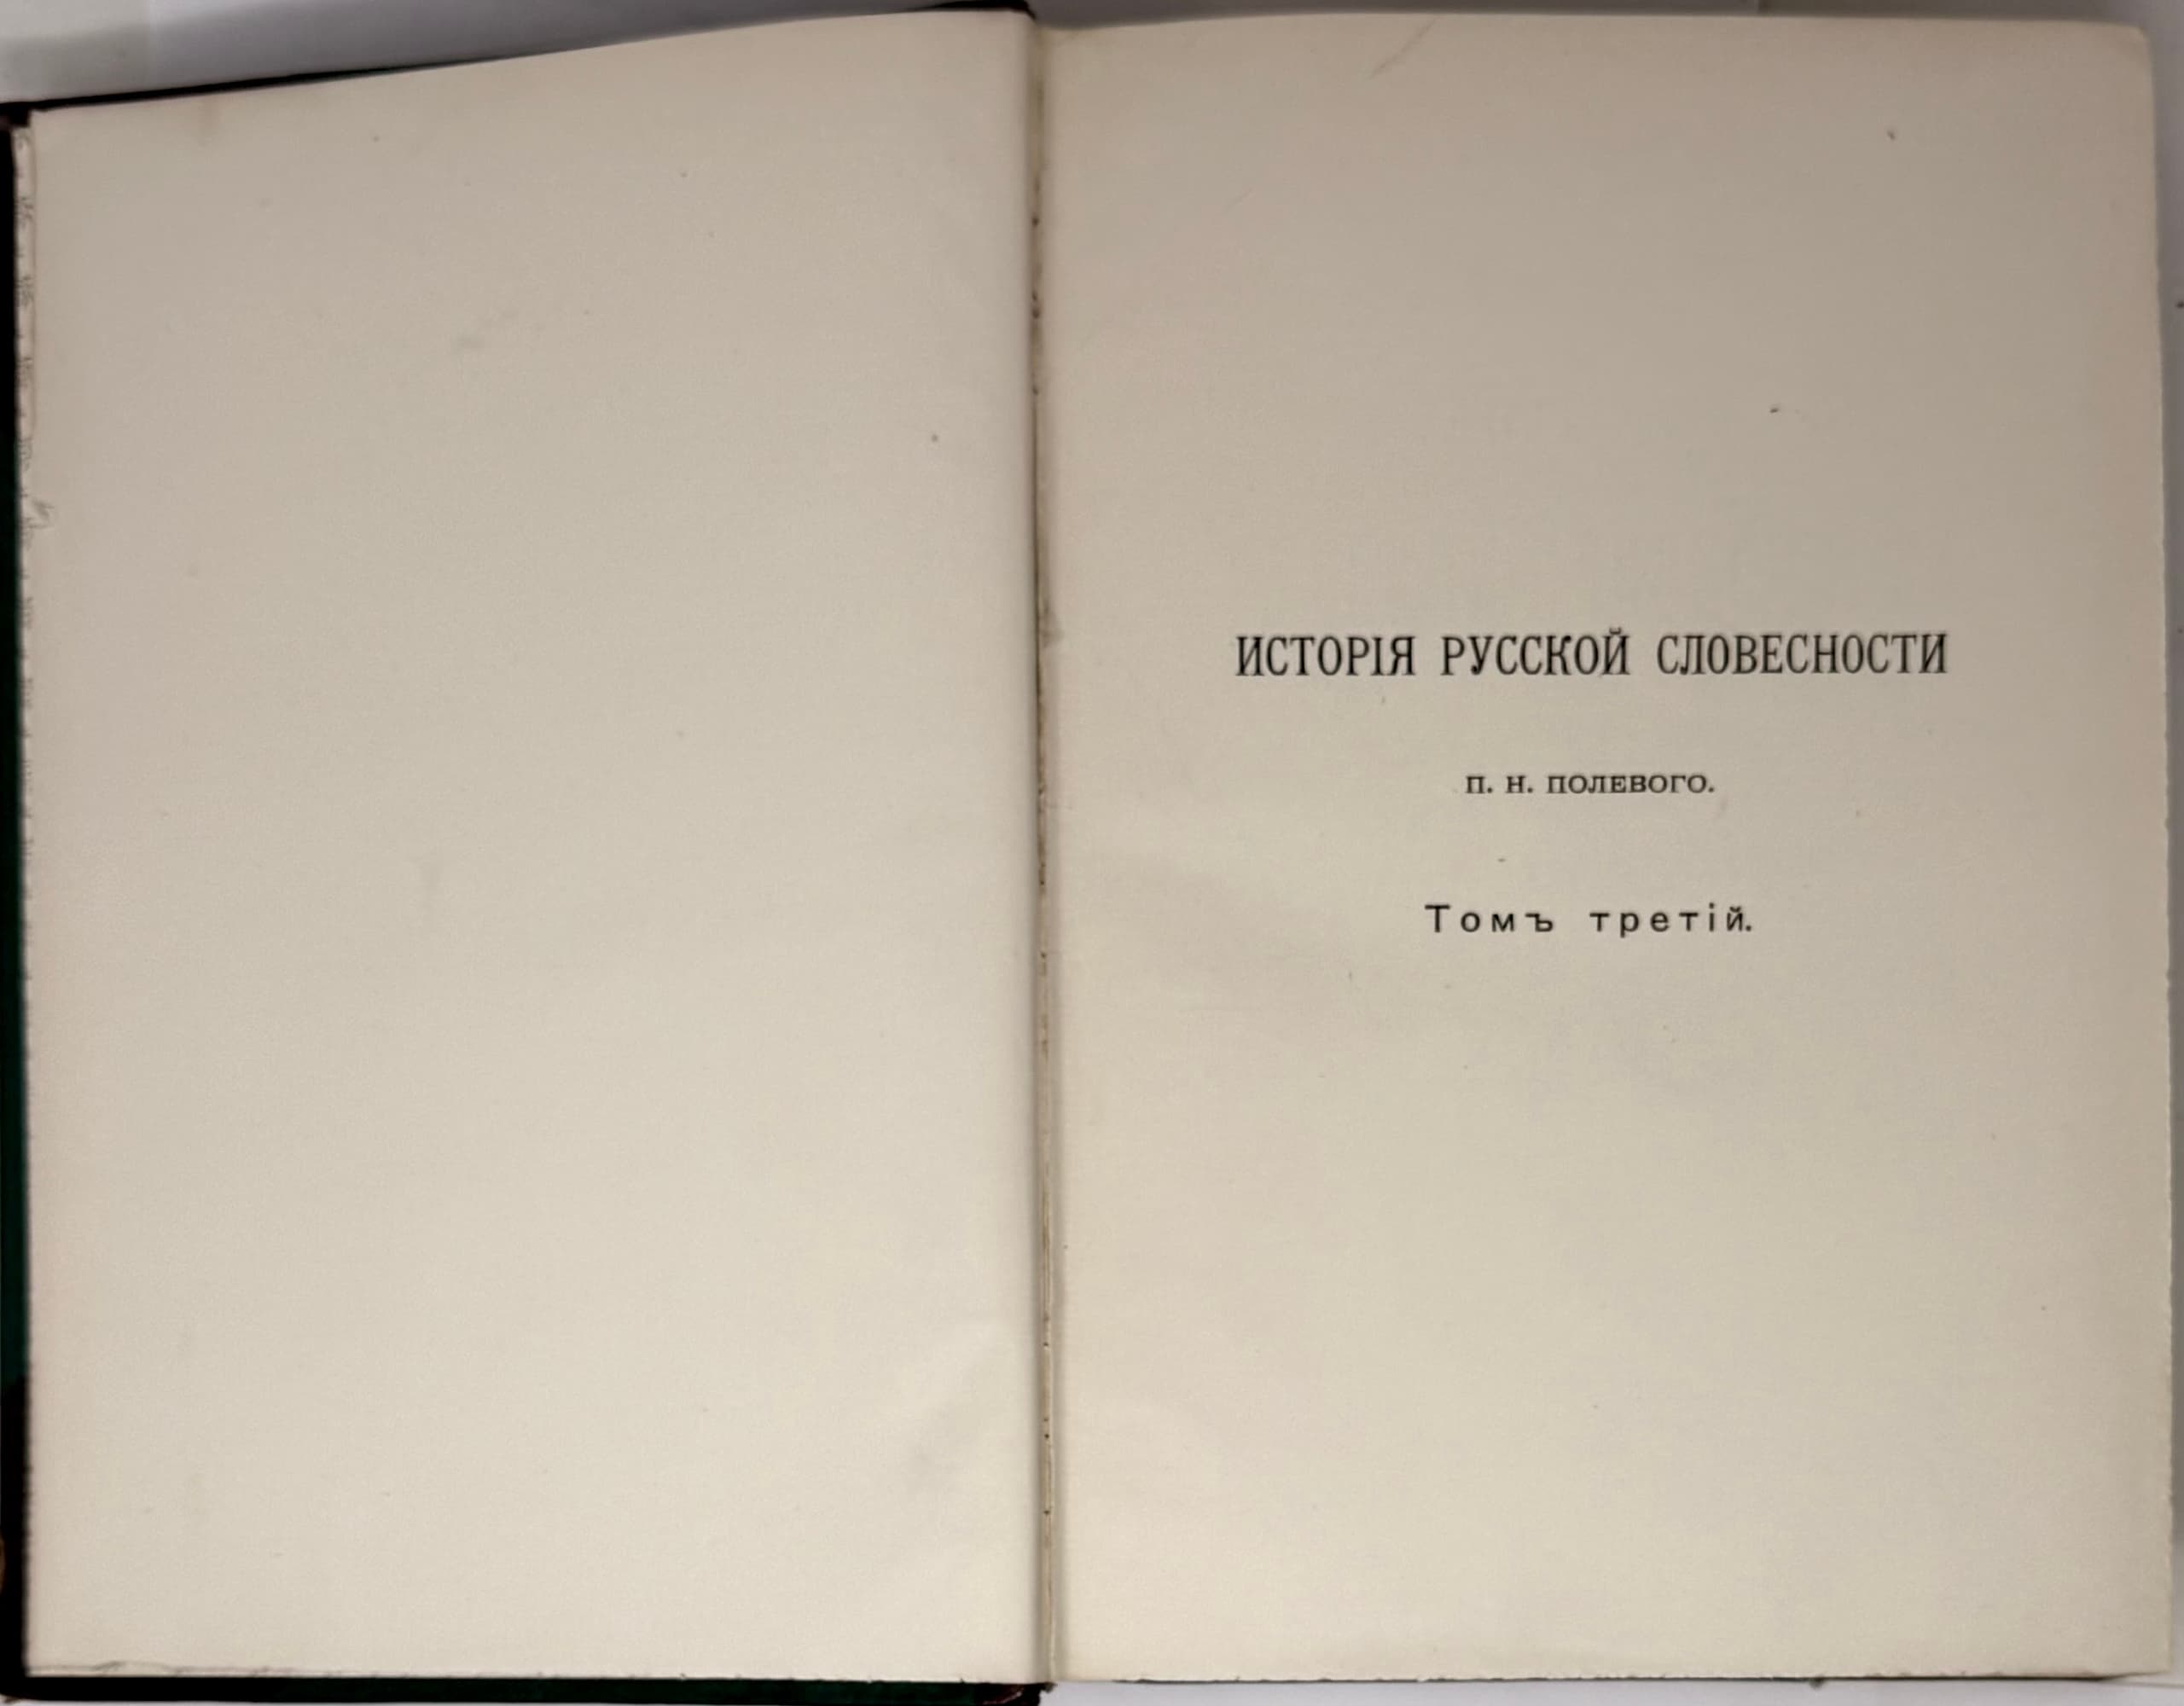 ИСТОРІЯ РУССКОЙ СЛОВЕСНОСТИ
П. Н. ПОЛЕВОГО.
Томъ третій.